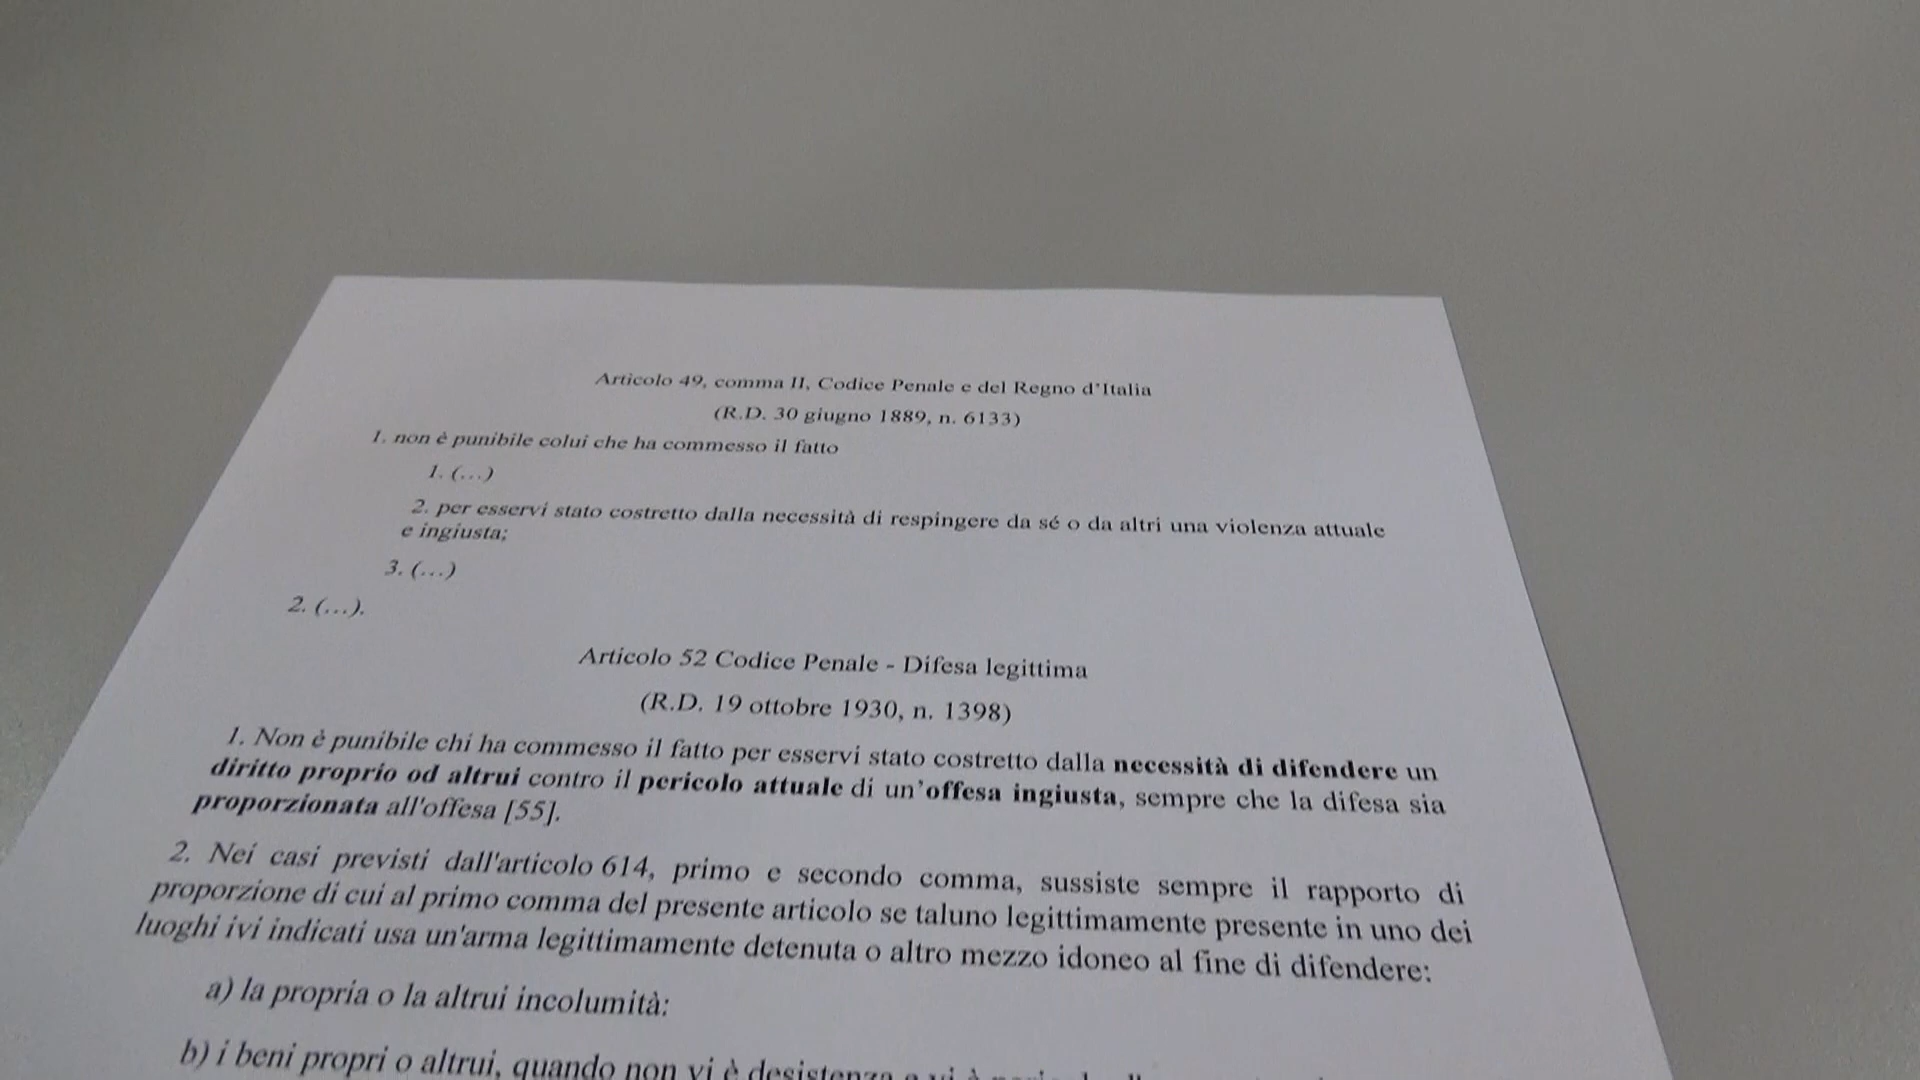 Articolo 49, comma II, Codice Penale e del Regno d'Italia
(R.D. 30 giugno 1889, n. 6133)
1. non è punibile colui che ha commesso il fatto
1. (...)
2. per esservi stato costretto dalla necessità di respingere da sé o da altri una violenza attuale
e ingiusta;
3. (...)
2. (...).
Articolo 52 Codice Penale - Difesa legittima
(R.D. 19 ottobre 1930, n. 1398)
1. Non è punibile chi ha commesso il fatto per esservi stato costretto dalla necessità di difendere un
diritto proprio od altrui contro il pericolo attuale di un'offesa ingiusta, sempre che la difesa sia
proporzionata all'offesa [55].
2. Nei casi previsti dall'articolo 614, primo e secondo comma, sussiste sempre il rapporto di
proporzione di cui al primo comma del presente articolo se taluno legittimamente presente in uno dei
luoghi ivi indicati usa un'arma legittimamente detenuta o altro mezzo idoneo al fine di difendere:
a) la propria o la altrui incolumità:
b) i beni propri o altrui, quando non vi è desistenza e vi è